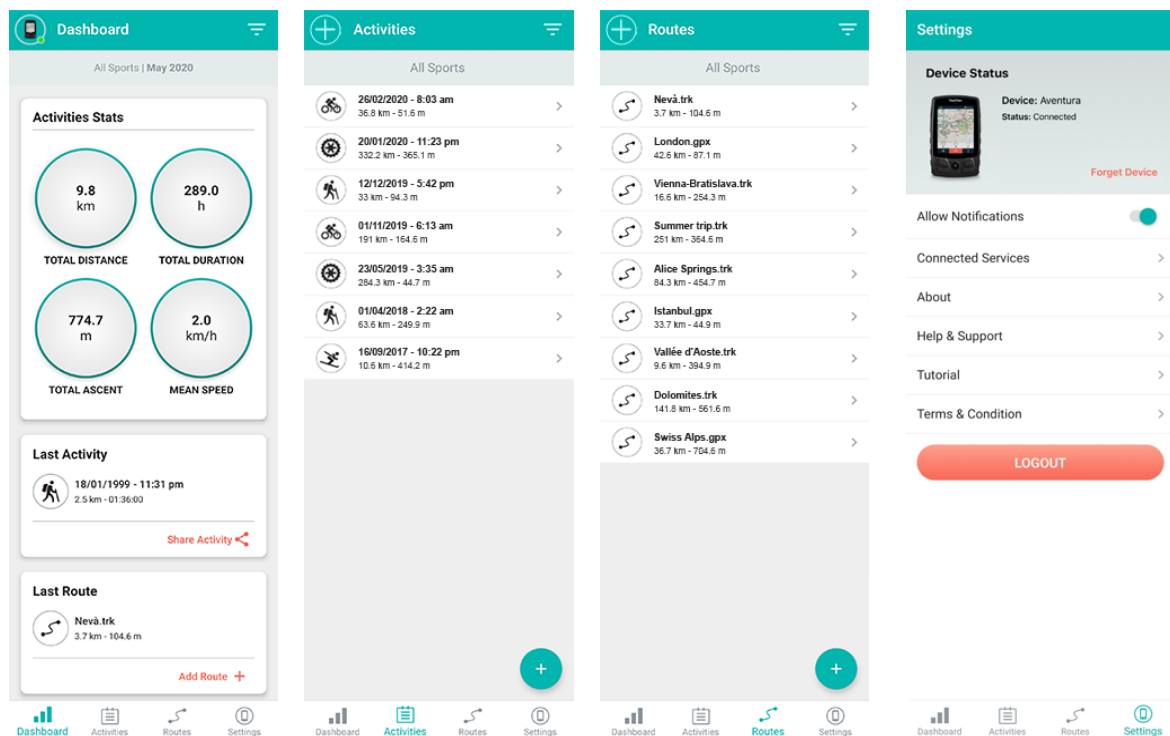 Dashboard
All Sports | May 2020
Activities Stats
9.8
km
289.0
h
TOTAL DISTANCE
TOTAL DURATION
774.7
m
2.0
km/h
TOTAL ASCENT
MEAN SPEED
Last Activity
18/01/1999 - 11:31 pm
2.5 km - 01:36:00
Share Activity
Last Route
Nevà.trk
3.7 km - 104.6 m
Add Route +
Dashboard
Activities
Routes
Settings
Activities
All Sports
26/02/2020 - 8:03 am
36.8 km - 51.6 m
20/01/2020 - 11:23 pm
332.2 km - 365.1 m
12/12/2019 - 5:42 pm
33 km - 94.3 m
01/11/2019 - 6:13 am
191 km - 164.6 m
23/05/2019 - 3:35 am
284.3 km - 44.7 m
01/04/2018 - 2:22 am
63.6 km - 249.9 m
16/09/2017 - 10:22 pm
10.6 km - 414.2 m
Dashboard
Activities
Routes
Settings
Routes
All Sports
Nevà.trk
3.7 km - 104.6 m
London.gpx
42.6 km - 87.1 m
Vienna-Bratislava.trk
16.6 km - 254.3 m
Summer trip.trk
251 km - 364.6 m
Alice Springs.trk
84.3 km - 454.7 m
Istanbul.gpx
33.7 km - 44.9 m
Vallée d'Aoste.trk
9.6 km - 394.9 m
Dolomites.trk
141.8 km - 561.6 m
Swiss Alps.gpx
36.7 km - 704.6 m
Dashboard
Activities
Routes
Settings
Settings
Device Status
Device: Aventura
Status: Connected
Forget Device
Allow Notifications
Connected Services
About
Help & Support
Tutorial
Terms & Condition
LOGOUT
Dashboard
Activities
Routes
Settings